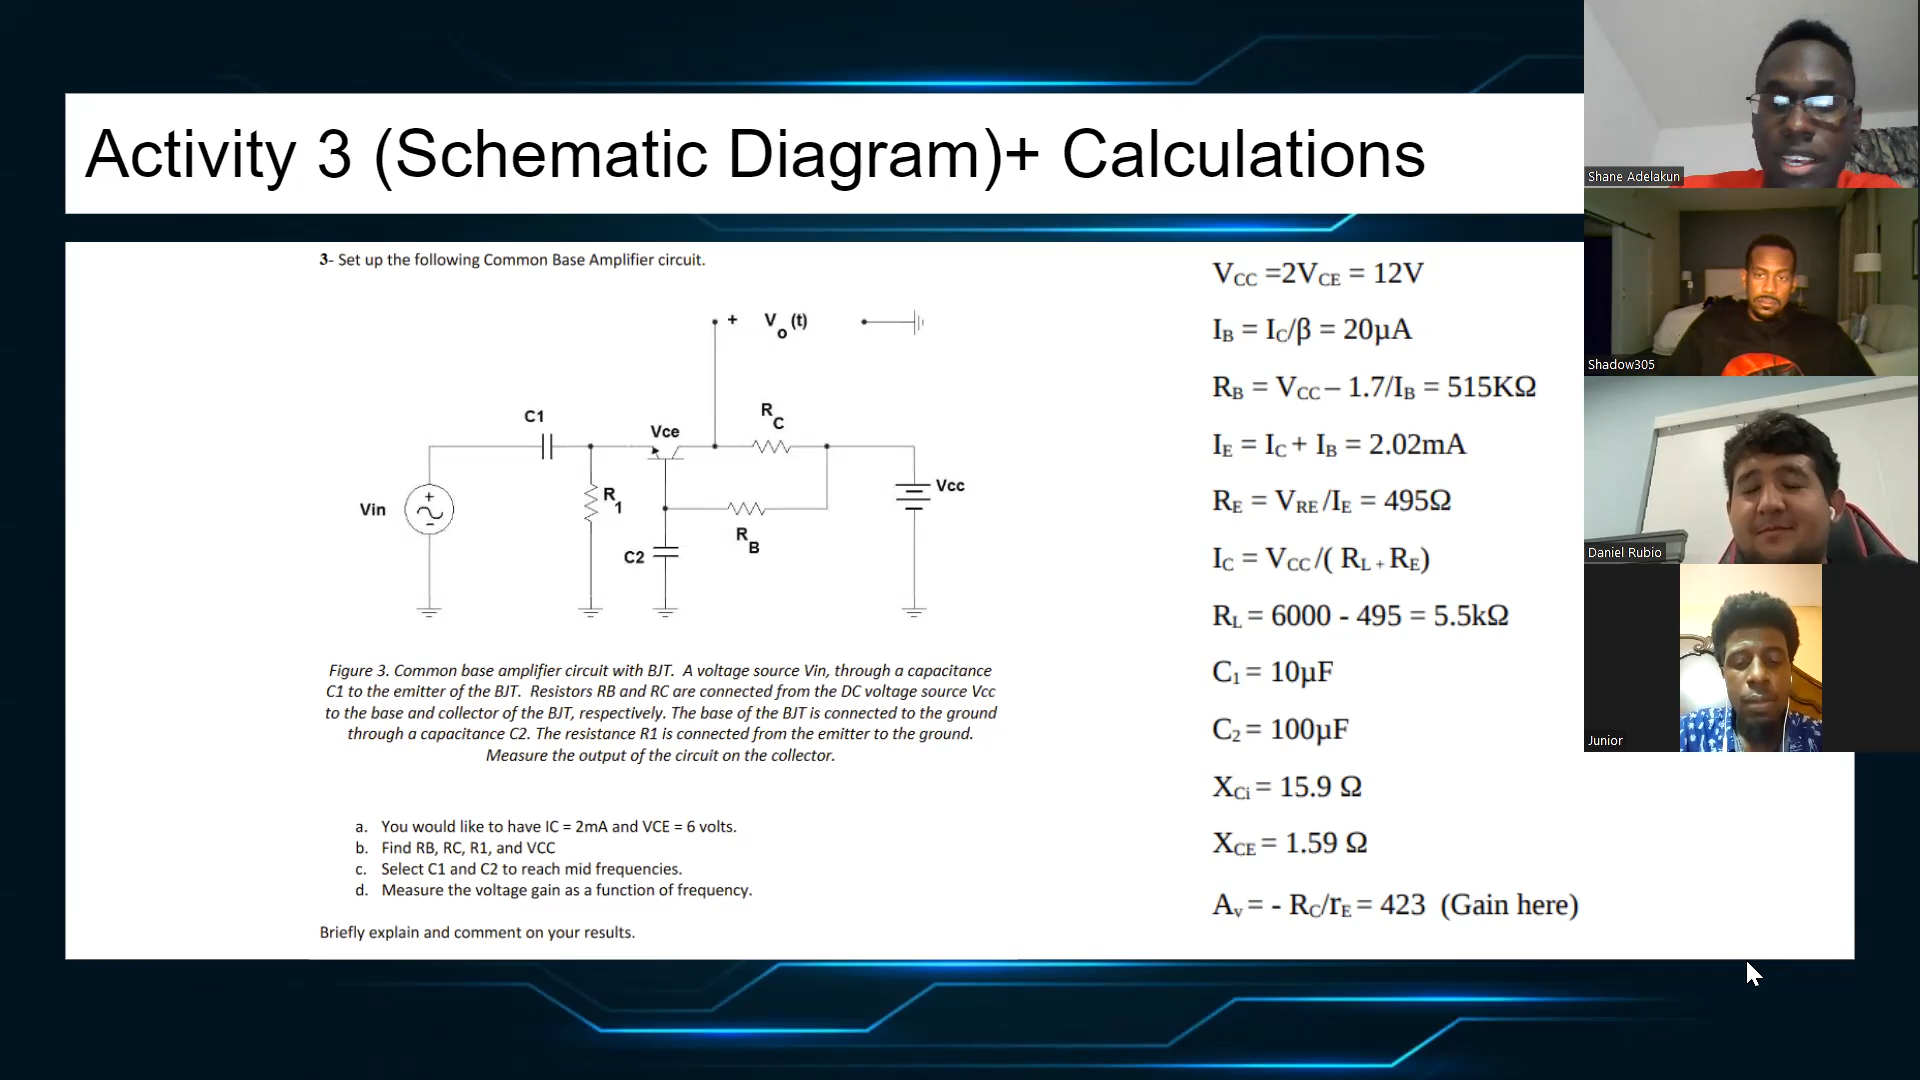 Activity 3 (Schematic Diagram)+ Calculations
3- Set up the following Common Base Amplifier circuit.
+ Vo (t)
C1
Vce
RC
Vin
+
-
R1
C2
RB
Vcc
Figure 3. Common base amplifier circuit with BJT. A voltage source Vin, through a capacitance
C1 to the emitter of the BJT. Resistors RB and RC are connected from the DC voltage source Vcc
to the base and collector of the BJT, respectively. The base of the BJT is connected to the ground
through a capacitance C2. The resistance R1 is connected from the emitter to the ground.
Measure the output of the circuit on the collector.
a. You would like to have IC = 2mA and VCE = 6 volts.
b. Find RB, RC, R1, and VCC
c. Select C1 and C2 to reach mid frequencies.
d. Measure the voltage gain as a function of frequency.
Briefly explain and comment on your results.
VCC =2VCE = 12V
IB = IC/β = 20µA
RB = VCC – 1.7/IB = 515KΩ
IE = IC + IB = 2.02mA
RE = VRE /IE = 495Ω
IC = VCC /( RL + RE)
RL = 6000 - 495 = 5.5kΩ
C1 = 10µF
C2 = 100µF
XCi = 15.9 Ω
XCE = 1.59 Ω
Av = - RC/rE = 423 (Gain here)
Shane Adelakun
Shadow305
Daniel Rubio
Junior